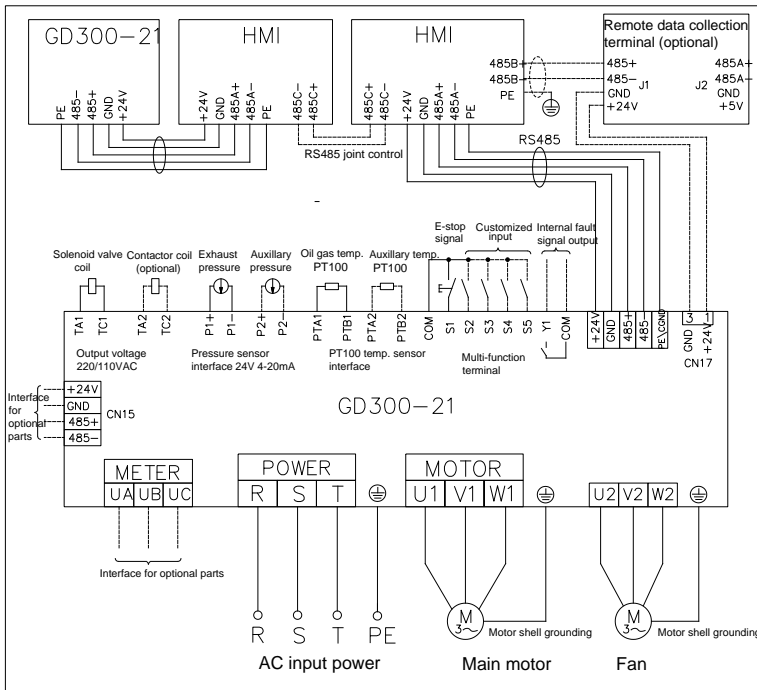 GD300-21
HMI
HMI
Remote data collection
terminal (optional)
PE
485-
485+
GND
+24V
+24V
GND
485A+
485A-
PE
485C-
485C+
485C+
485C-
+24V
GND
485A+
485A-
PE
485B+
485B-
PE
485+
485-
GND
+24V
J1
J2
485A+
485A-
GND
+5V
RS485 joint control
RS485
Solenoid valve
coil
Contactor coil
(optional)
Exhaust
pressure
Auxillary
pressure
Oil gas temp.
PT100
Auxillary temp.
PT100
E-stop
signal
Customized
input
Internal fault
signal output
TA1
TC1
TA2
TC2
P1+
P1-
P2+
P2-
PTA1
PTB1
PTA2
PTB2
COM
S1
S2
S3
S4
S5
Y1
COM
+24V
GND
485+
485-
PE\GND
3
1
GND
+24V
CN17
Output voltage
220/110VAC
Pressure sensor
interface 24V 4-20mA
PT100 temp. sensor
interface
Multi-function
terminal
Interface
for
optional
parts
+24V
GND
485+
485-
CN15
GD300-21
METER
UA UB UC
POWER
R S T
MOTOR
U1 V1 W1
U2 V2 W2
Interface for optional parts
M
3~
Motor shell grounding
M
3~
Motor shell grounding
R S T PE
AC input power
Main motor
Fan